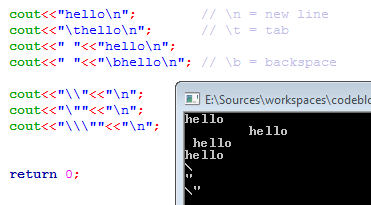 cout<<"hello\n"; // \n = new line
cout<<"\thello\n"; // \t = tab
cout<<" "<<"hello\n";
cout<<" "<<"\bhello\n"; // \b = backspace
cout<<"\\"<<"\n";
cout<<"\""<<"\n";
cout<<"\\\""<<"\n";
return 0;
E:\Sources\workspaces\codeblo
hello
hello
hello
hello
\
"
\"